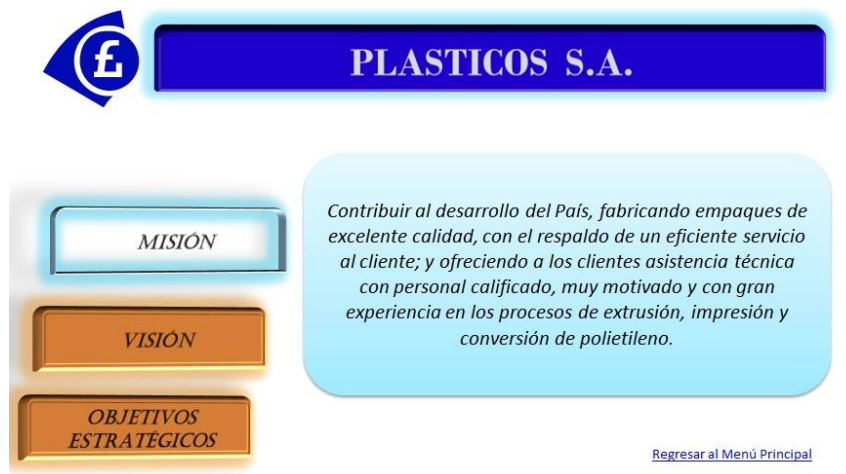 £
PLASTICOS S.A.
MISIÓN
Contribuir al desarrollo del País, fabricando empaques de
excelente calidad, con el respaldo de un eficiente servicio
al cliente; y ofreciendo a los clientes asistencia técnica
con personal calificado, muy motivado y con gran
experiencia en los procesos de extrusión, impresión y
conversión de polietileno.
VISIÓN
OBJETIVOS
ESTRATÉGICOS
Regresar al Menú Principal